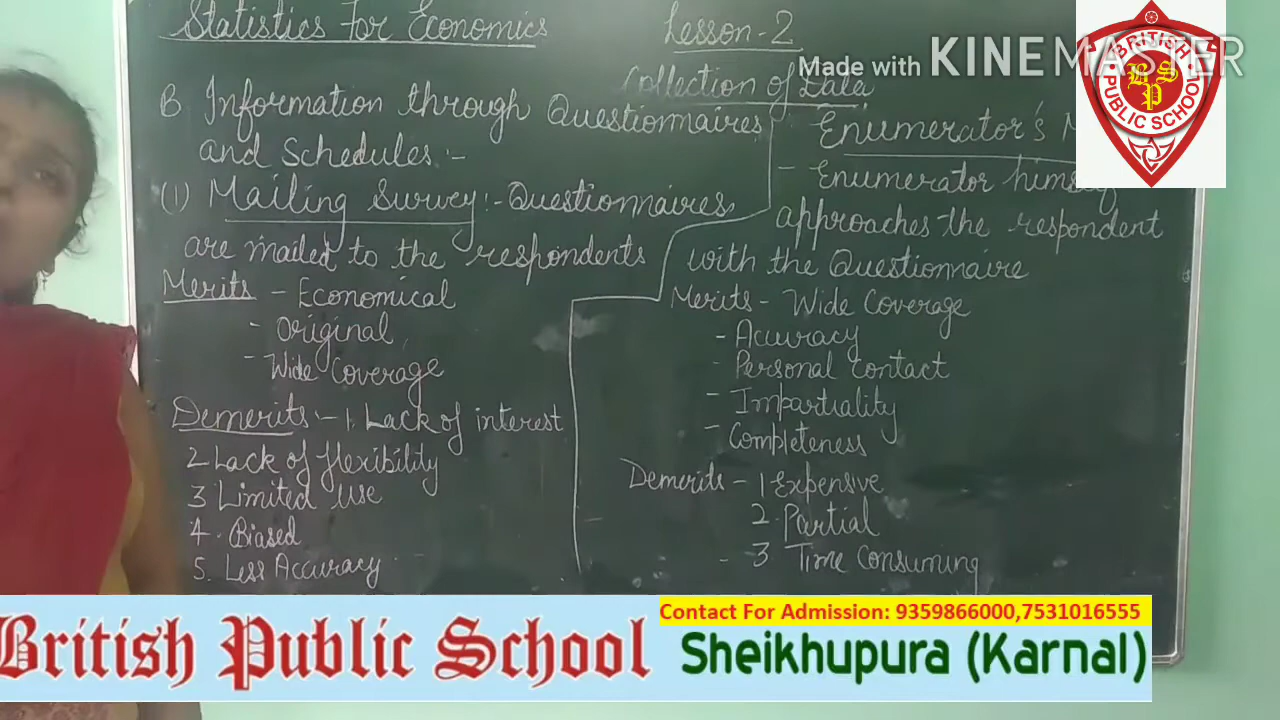 Statistics For Economics
Lesson-2
Collection of Data
Made with KINEMASTER
BRITISH
BSP
PUBLIC SCHOOL
B Information through Questionnaires
and Schedules :-
(1) Mailing Survey :- Questionnaires
are mailed to the respondents
Merits - Economical
- Original
- Wide Coverage
Demerits :- 1. Lack of interest
2 Lack of flexibility
3 Limited Use
4. Biased
5. Less Accuracy
Enumerator's
- Enumerator himself
approaches the respondent
with the Questionnaire
Merits - Wide Coverage
- Accuracy
- Personal contact
- Impartiality
- Completeness
Demerits - 1 Expensive
2. Partial
- 3 Time Consuming
British Public School
Contact For Admission: 9359866000,7531016555
Sheikhupura (Karnal)